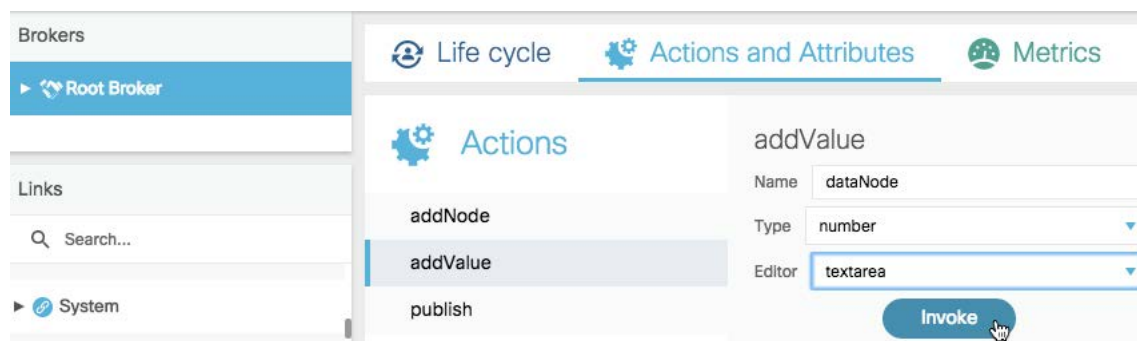 Brokers
Root Broker
Links
Search...
System
Life cycle
Actions and Attributes
Metrics
Actions
addNode
addValue
publish
addValue
Name dataNode
Type number
Editor textarea
Invoke